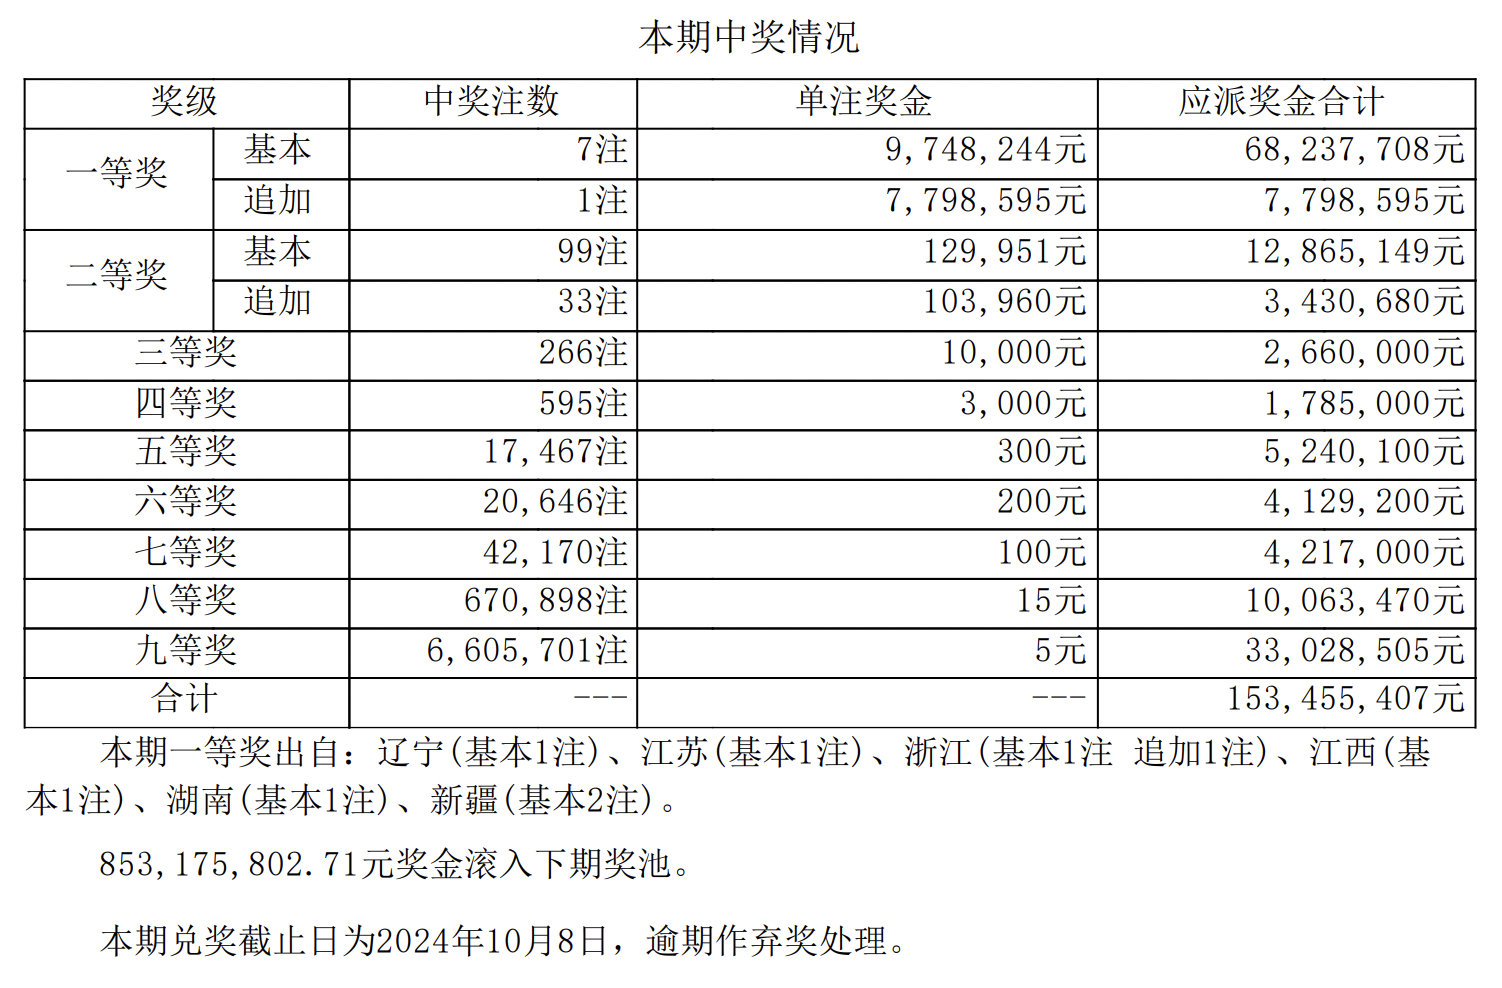 本期中奖情况
奖级 中奖注数 单注奖金 应派奖金合计
一等奖 基本 7注 9,748,244元 68,237,708元
追加 1注 7,798,595元 7,798,595元
二等奖 基本 99注 129,951元 12,865,149元
追加 33注 103,960元 3,430,680元
三等奖 266注 10,000元 2,660,000元
四等奖 595注 3,000元 1,785,000元
五等奖 17,467注 300元 5,240,100元
六等奖 20,646注 200元 4,129,200元
七等奖 42,170注 100元 4,217,000元
八等奖 670,898注 15元 10,063,470元
九等奖 6,605,701注 5元 33,028,505元
合计 --- --- 153,455,407元
本期一等奖出自：辽宁(基本1注)、江苏(基本1注)、浙江(基本1注 追加1注)、江西(基
本1注)、湖南(基本1注)、新疆(基本2注)。
853,175,802.71元奖金滚入下期奖池。
本期兑奖截止日为2024年10月8日，逾期作弃奖处理。